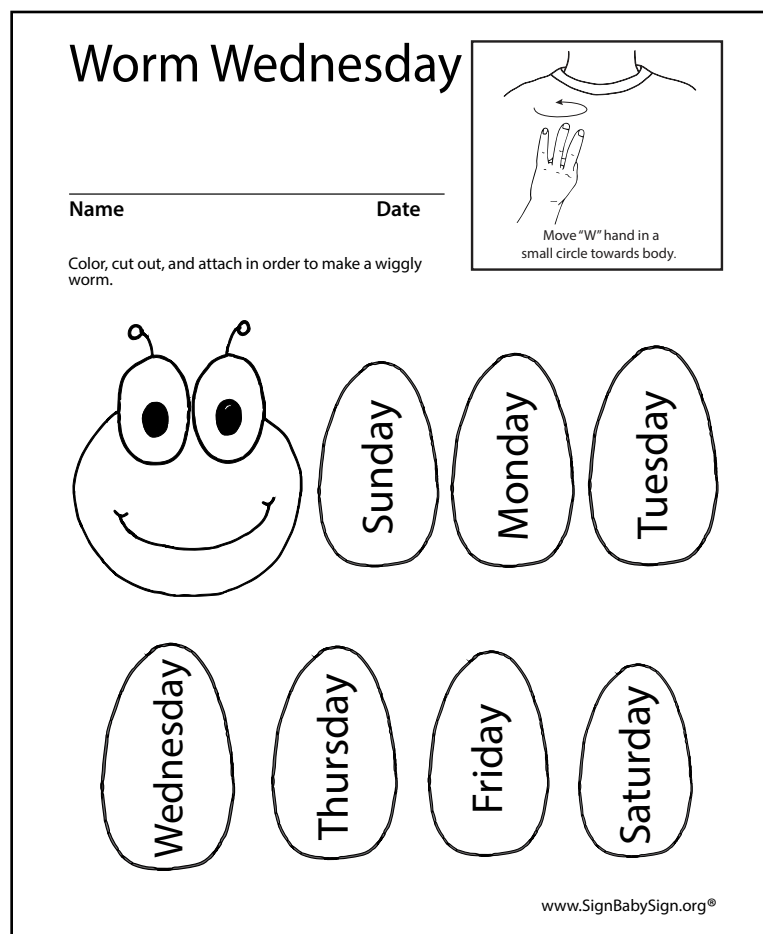 Worm Wednesday
Name Date
Color, cut out, and attach in order to make a wiggly
worm.
Move “W” hand in a
small circle towards body.
Sunday
Monday
Tuesday
Wednesday
Thursday
Friday
Saturday
www.SignBabySign.org®